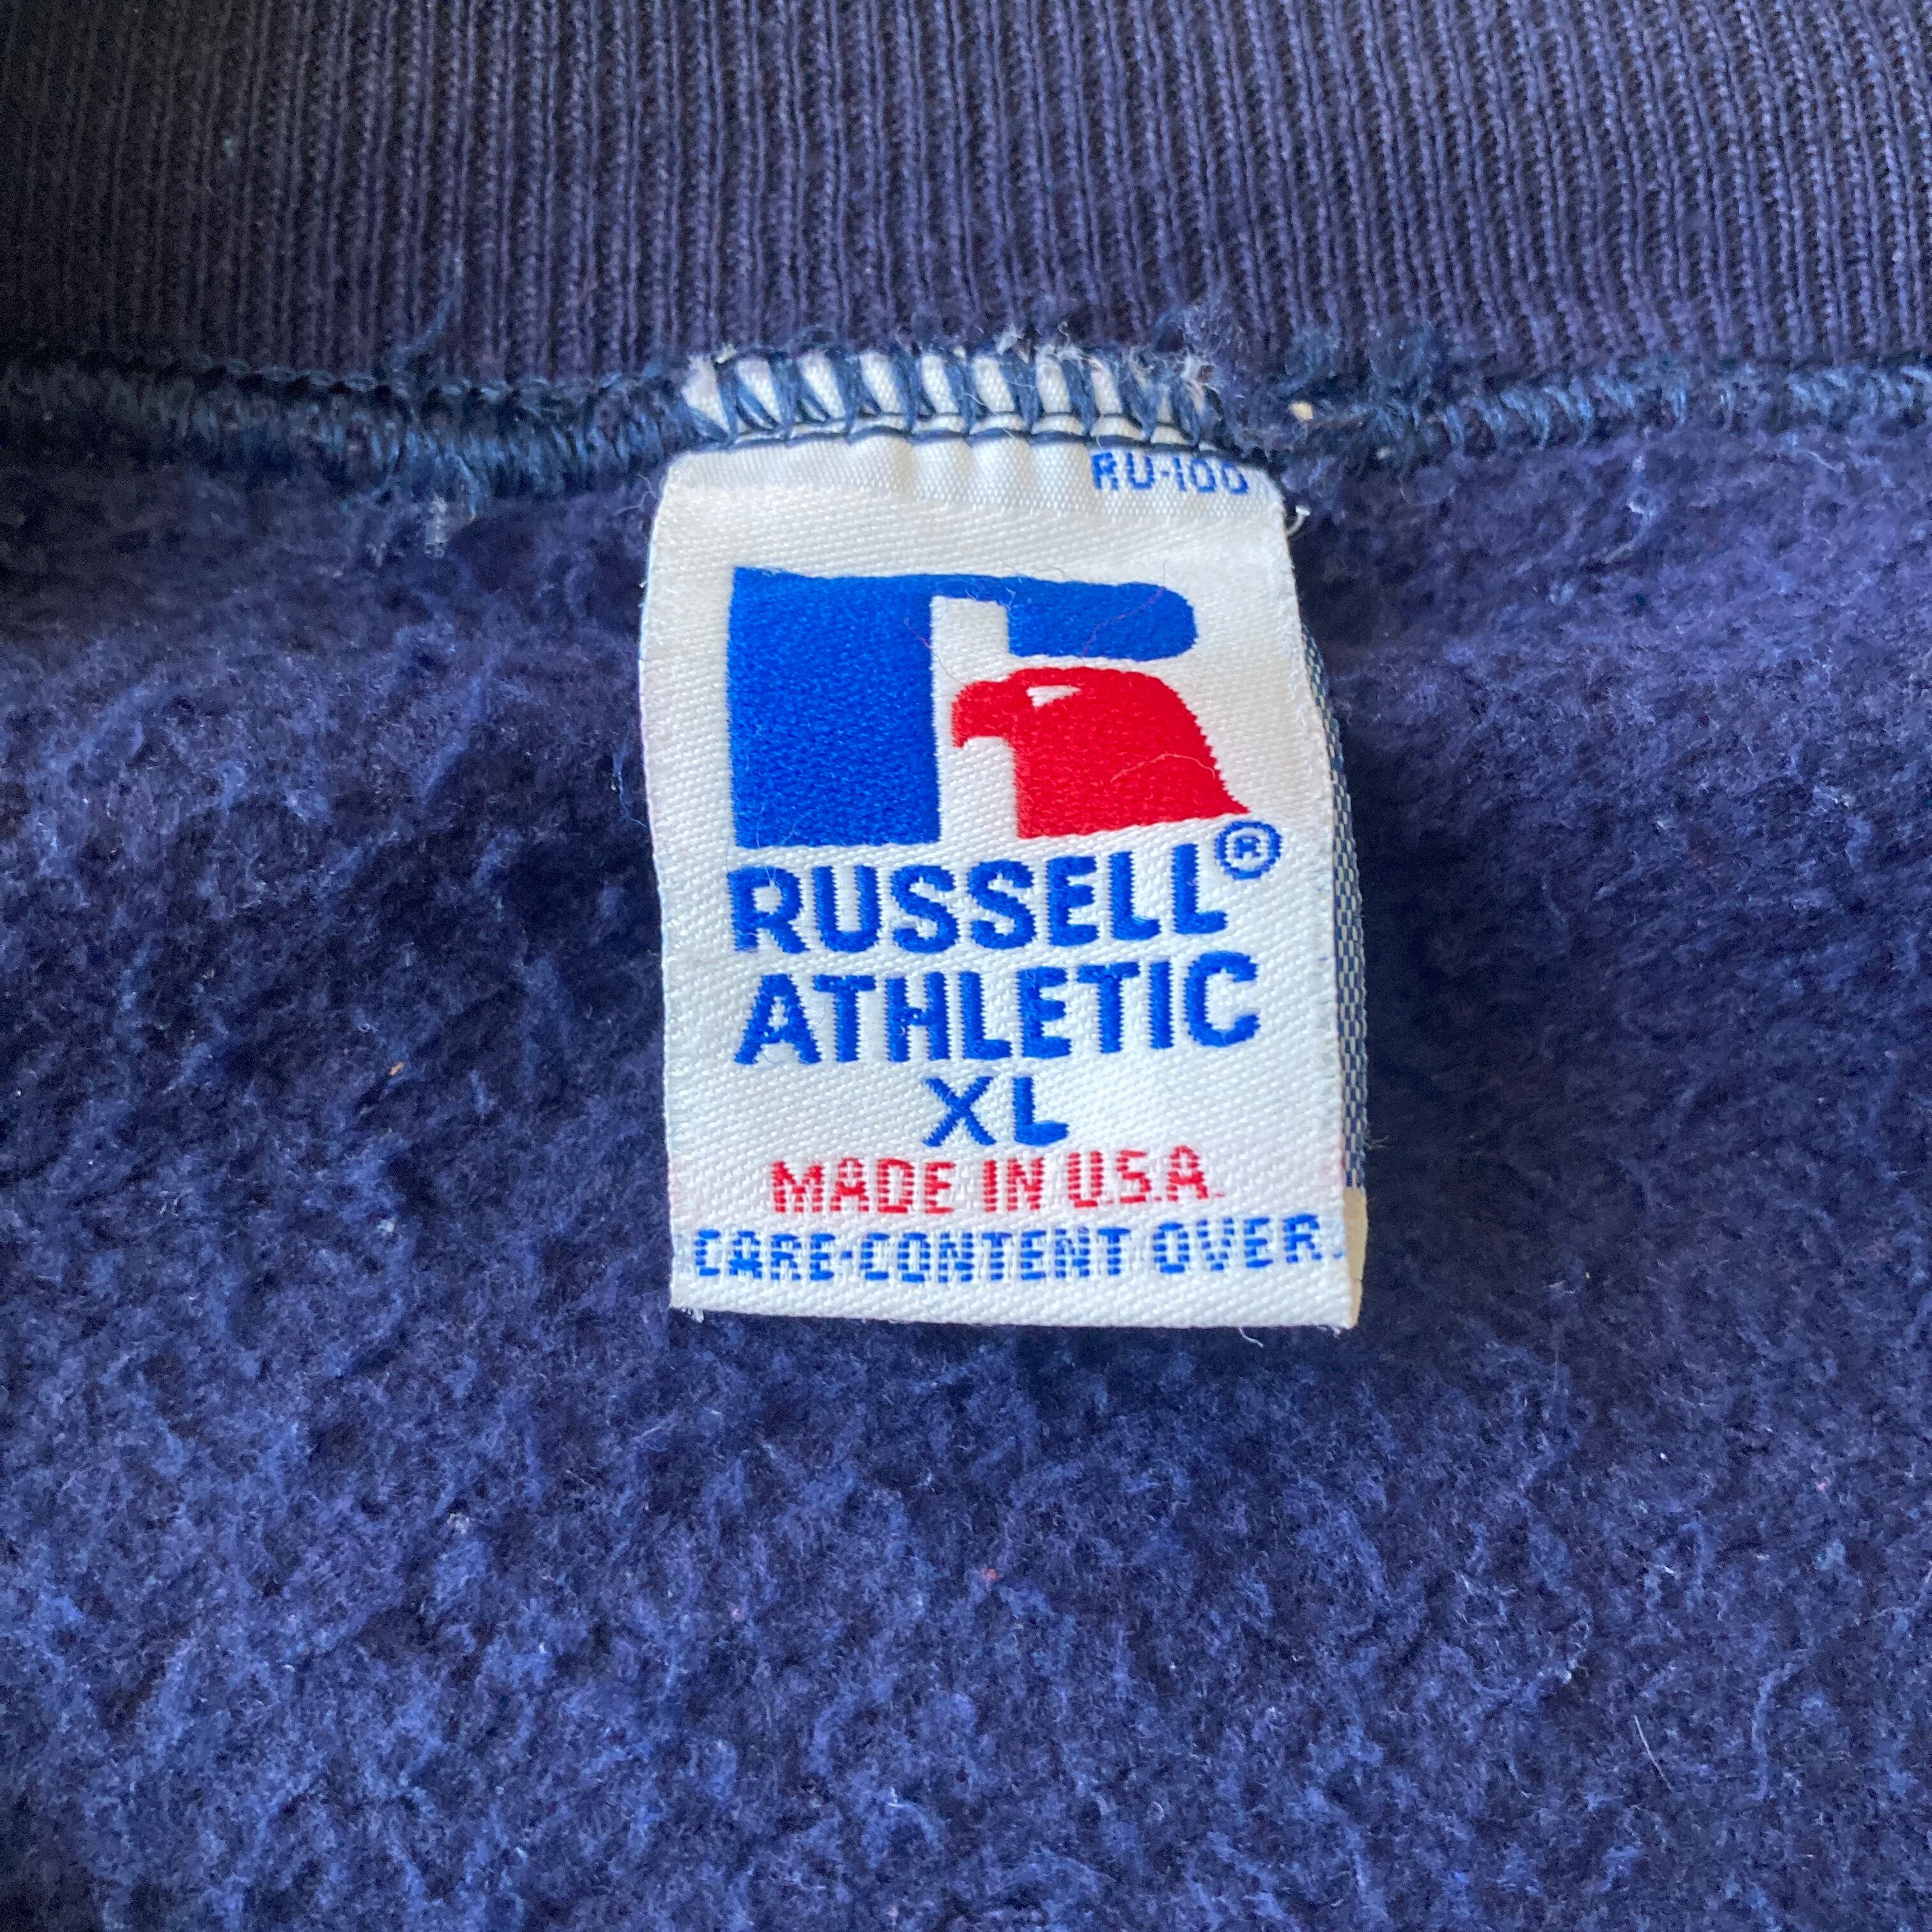 RU-100
RUSSELL®
ATHLETIC
XL
MADE IN U.S.A.
CARE-CONTENT OVER.